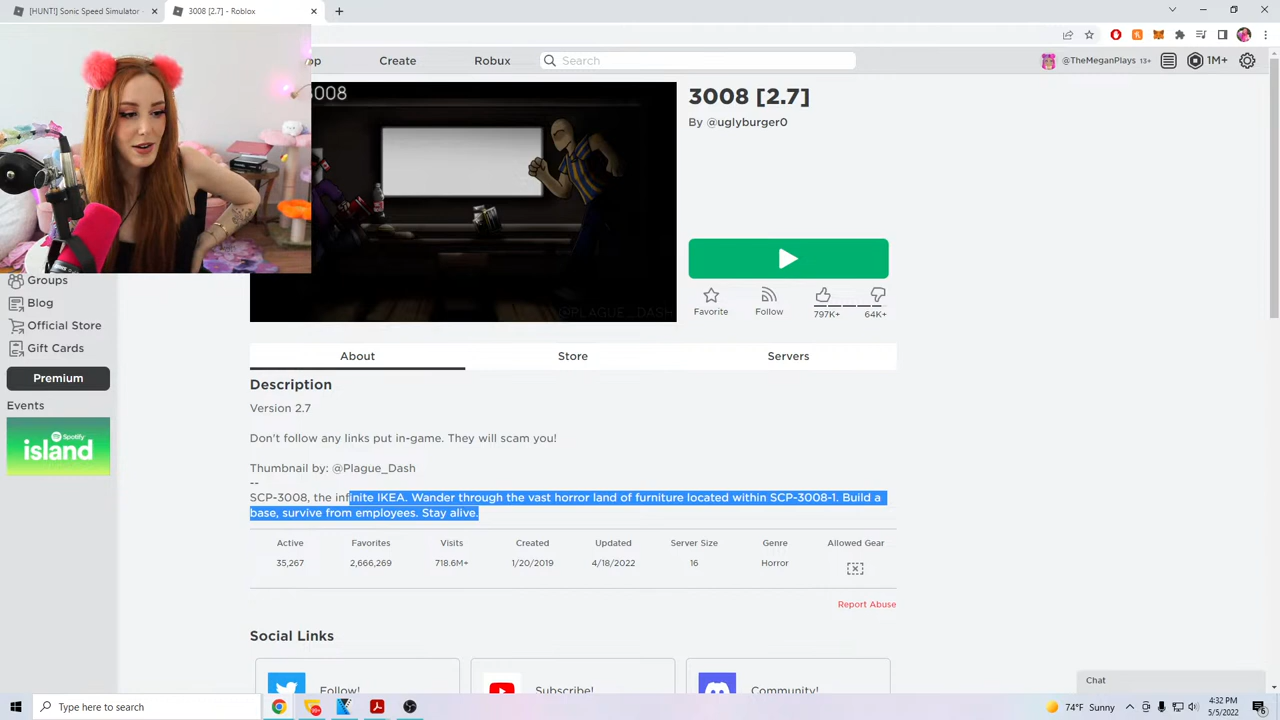 [HUNT!] Sonic Speed Simulator
3008 [2.7] - Roblox
Create
Robux
Search
@TheMeganPlays 13+
1M+
3008 [2.7]
By @uglyburger0
@PLAGUE_DASH
Favorite
Follow
797K+
64K+
Groups
Blog
Official Store
Gift Cards
Premium
Events
Spotify
island
About
Store
Servers
Description
Version 2.7
Don't follow any links put in-game. They will scam you!
Thumbnail by: @Plague_Dash
--
SCP-3008, the infinite IKEA. Wander through the vast horror land of furniture located within SCP-3008-1. Build a
base, survive from employees. Stay alive.
Active
Favorites
Visits
Created
Updated
Server Size
Genre
Allowed Gear
35,267
2,666,269
718.6M+
1/20/2019
4/18/2022
16
Horror
Report Abuse
Social Links
Follow!
Subscribe!
Community!
Chat
Type here to search
74°F Sunny
4:32 PM
5/5/2022